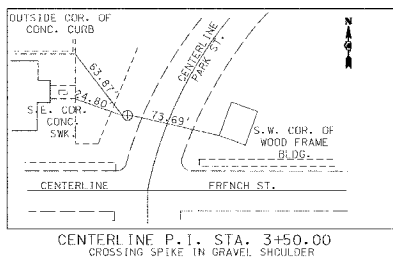 OUTSIDE COR. OF
CONC. CURB
N
CENTERLINE
PARK ST.
63.87'
24.80'
73.69'
S.E. COR.
CONC.
SWK.
S.W. COR. OF
WOOD FRAME
BLDG.
CENTERLINE
FRENCH ST.
CENTERLINE P.I. STA. 3+50.00
CROSSING SPIKE IN GRAVEL SHOULDER